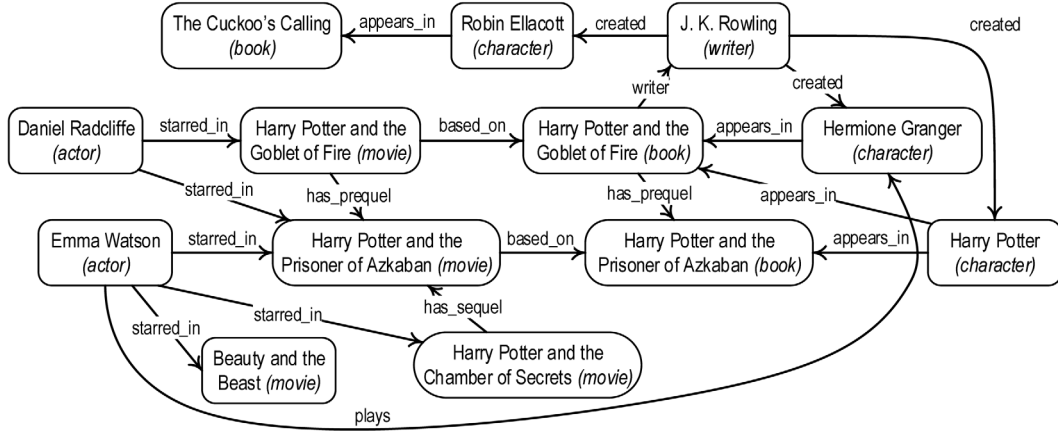 The Cuckoo's Calling
(book)
appears_in
Robin Ellacott
(character)
created
J. K. Rowling
(writer)
created
writer
created
Daniel Radcliffe
(actor)
starred_in
Harry Potter and the
Goblet of Fire (movie)
based_on
Harry Potter and the
Goblet of Fire (book)
appears_in
Hermione Granger
(character)
starred_in
has_prequel
has_prequel
appears_in
Emma Watson
(actor)
starred_in
Harry Potter and the
Prisoner of Azkaban (movie)
based_on
Harry Potter and the
Prisoner of Azkaban (book)
appears_in
Harry Potter
(character)
starred_in
has_sequel
starred_in
Beauty and the
Beast (movie)
Harry Potter and the
Chamber of Secrets (movie)
plays